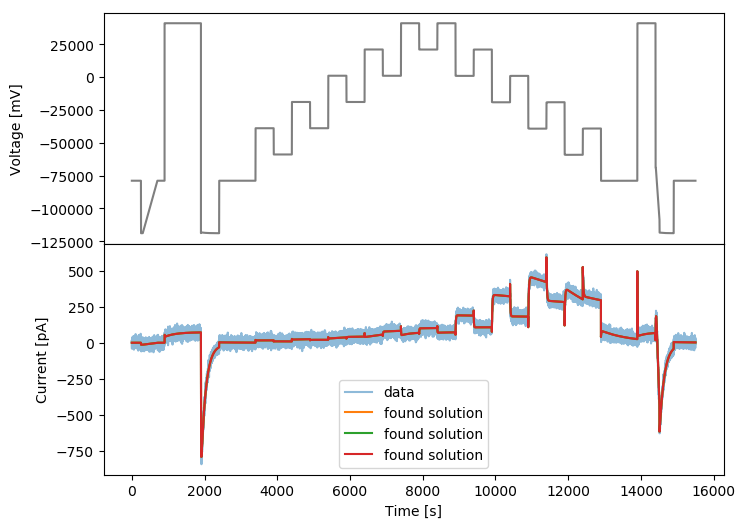 25000
0
−25000
−50000
−75000
−100000
−125000
Voltage [mV]
500
250
0
−250
−500
−750
Current [pA]
data
found solution
found solution
found solution
0 2000 4000 6000 8000 10000 12000 14000 16000
Time [s]